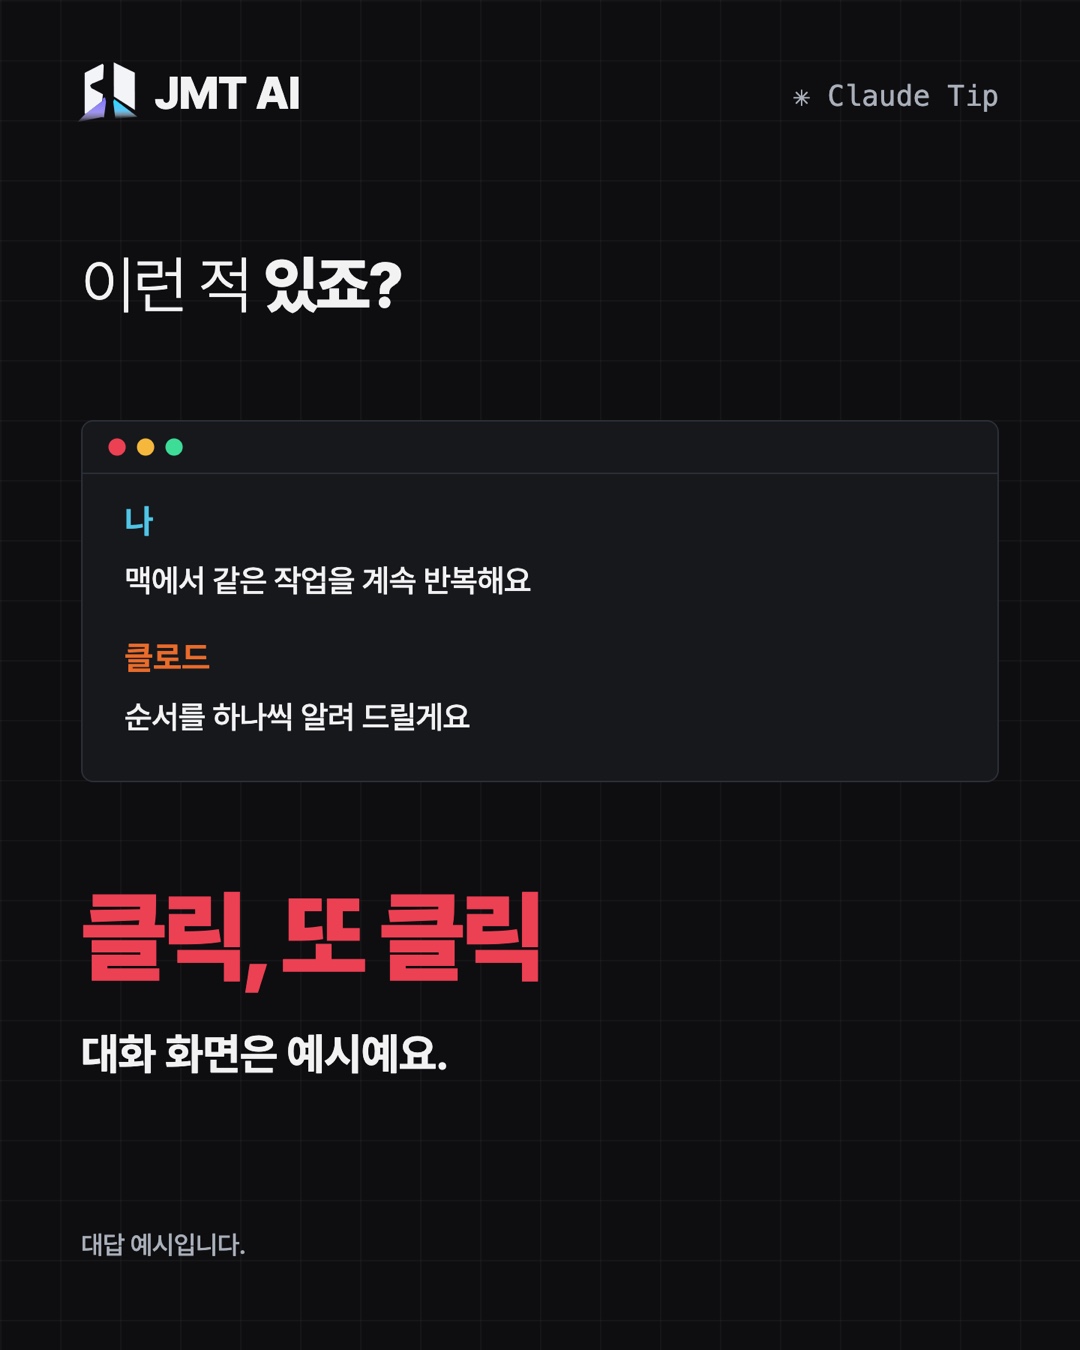 JMT AI
✳ Claude Tip
이런 적 있죠?
나
맥에서 같은 작업을 계속 반복해요
클로드
순서를 하나씩 알려 드릴게요
클릭, 또 클릭
대화 화면은 예시예요.
대답 예시입니다.